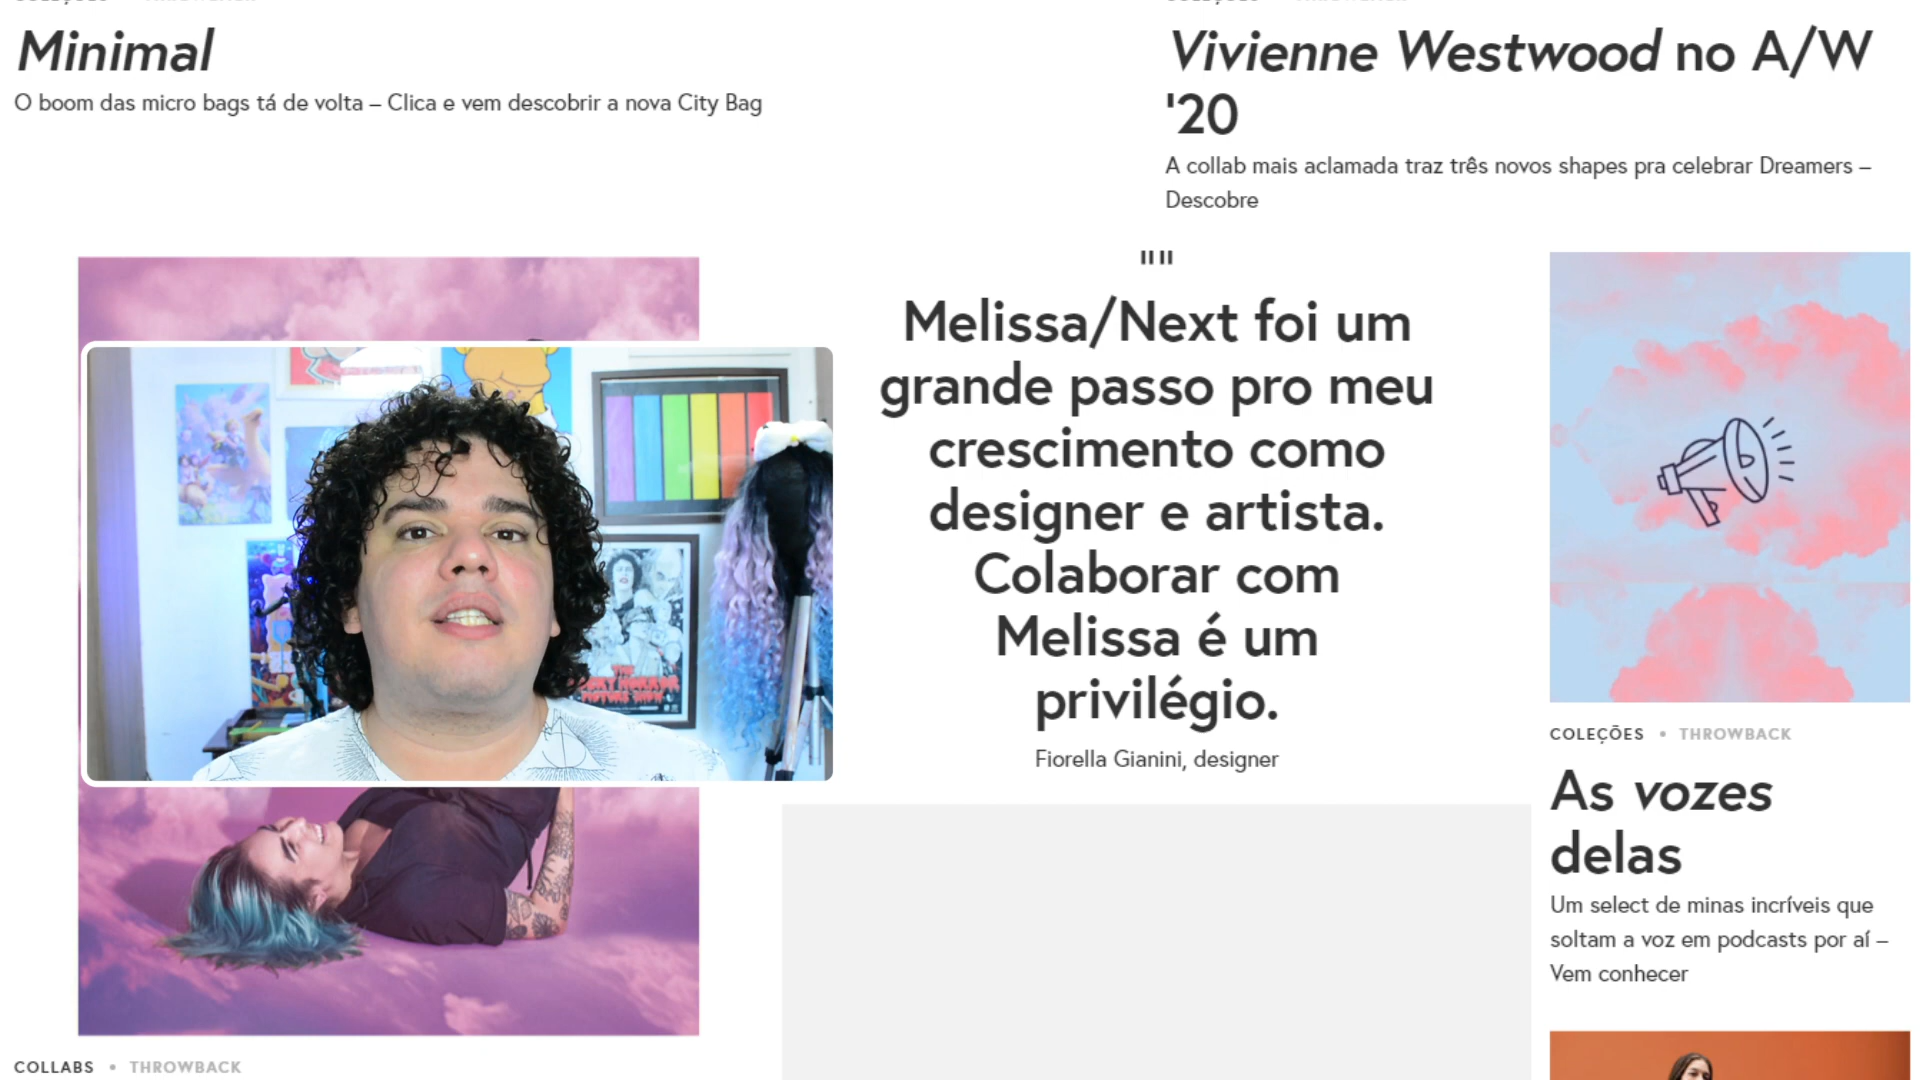 Minimal
O boom das micro bags tá de volta – Clica e vem descobrir a nova City Bag
Vivienne Westwood no A/W
'20
A collab mais aclamada traz três novos shapes pra celebrar Dreamers –
Descobre
""
Melissa/Next foi um
grande passo pro meu
crescimento como
designer e artista.
Colaborar com
Melissa é um
privilégio.
Fiorella Gianini, designer
COLEÇÕES • THROWBACK
As vozes
delas
Um select de minas incríveis que
soltam a voz em podcasts por aí –
Vem conhecer
COLLABS • THROWBACK